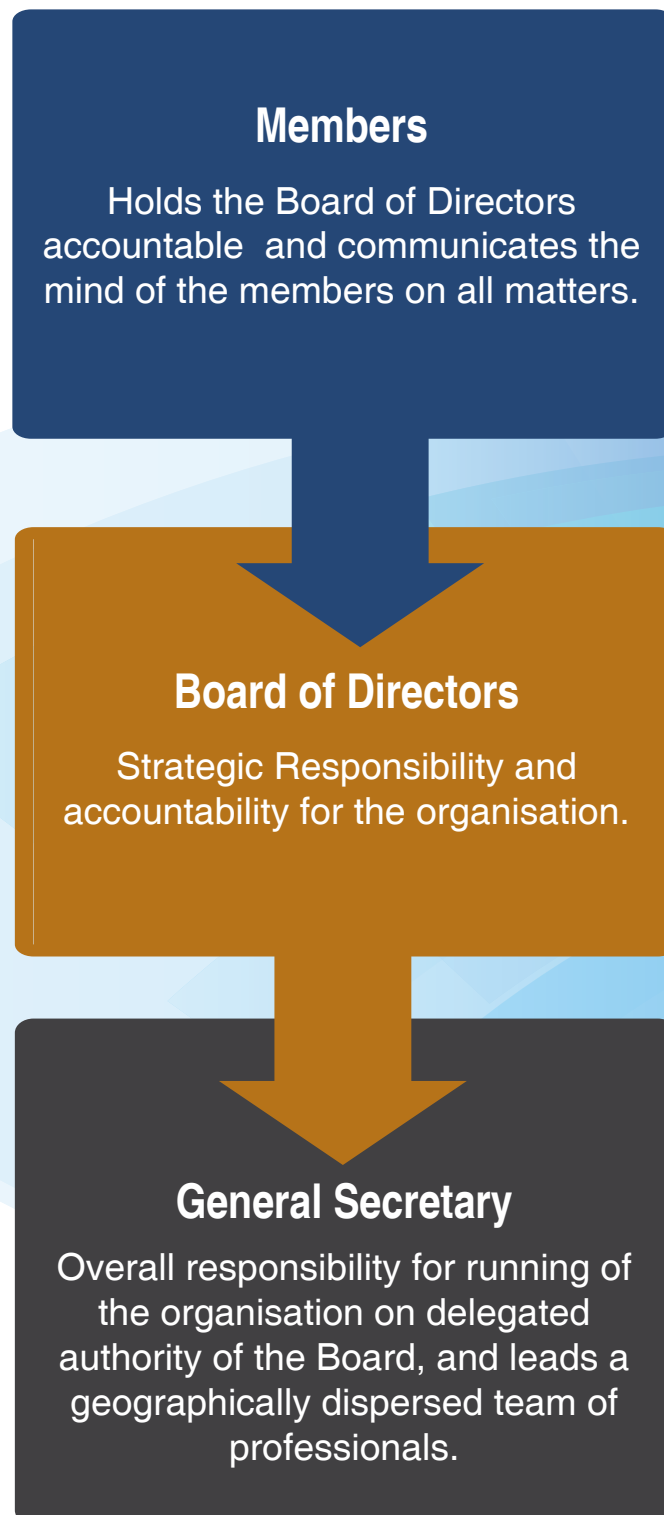 Members
Holds the Board of Directors
accountable  and communicates the
mind of the members on all matters.
Board of Directors
Strategic Responsibility and
accountability for the organisation.
General Secretary
Overall responsibility for running of
the organisation on delegated
authority of the Board, and leads a
geographically dispersed team of
professionals.